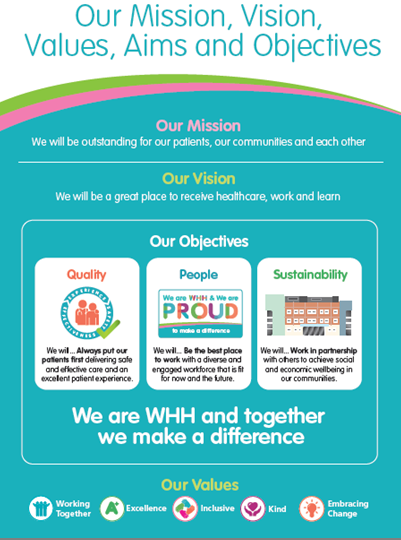 Our Mission, Vision,
Values, Aims and Objectives
Our Mission
We will be outstanding for our patients, our communities and each other
Our Vision
We will be a great place to receive healthcare, work and learn
Our Objectives
Quality
We will... Always put our
patients first delivering safe
and effective care and an
excellent patient experience.
People
We are WHH & We are
PROUD
to make a difference
We will... Be the best place
to work with a diverse and
engaged workforce that is fit
for now and the future.
Sustainability
We will... Work in partnership
with others to achieve social
and economic wellbeing in
our communities.
We are WHH and together
we make a difference
Our Values
Working
Together
Excellence
Inclusive
Kind
Embracing
Change